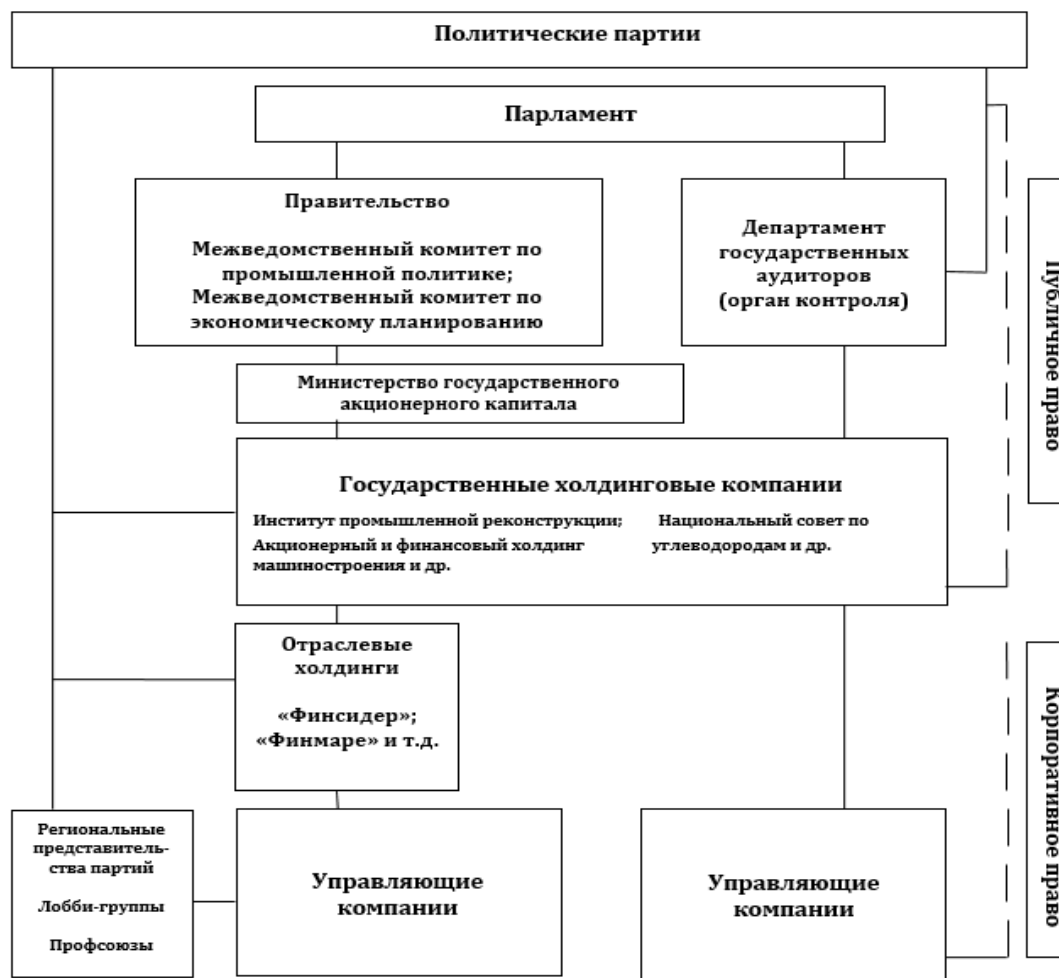 Политические партии
Парламент
Правительство
Межведомственный комитет по
промышленной политике;
Межведомственный комитет по
экономическому планированию
Департамент
государственных
аудиторов
(орган контроля)
Публичное право
Министерство государственного
акционерного капитала
Государственные холдинговые компании
Институт промышленной реконструкции;
Акционерный и финансовый холдинг
машиностроения и др.
Национальный совет по
углеводородам и др.
Отраслевые
холдинги
«Финсидер»;
«Финмаре» и т.д.
Корпоративное право
Региональные
представитель-
ства партий
Лобби-группы
Профсоюзы
Управляющие
компании
Управляющие
компании